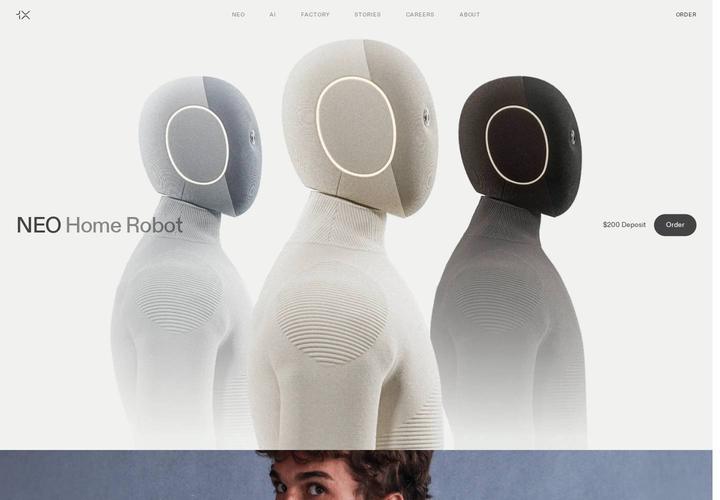 1X
NEO
AI
FACTORY
STORIES
CAREERS
ABOUT
ORDER
NEO Home Robot
$200 Deposit
Order